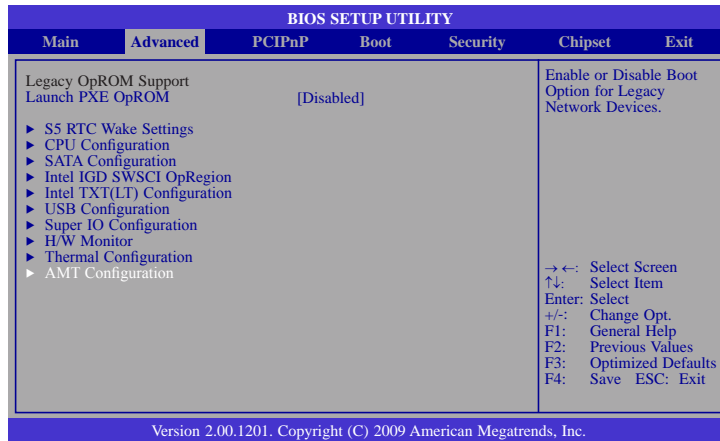 BIOS SETUP UTILITY
Main Advanced PCIPnP Boot Security Chipset Exit
Legacy OpROM Support
Launch PXE OpROM [Disabled]
► S5 RTC Wake Settings
► CPU Configuration
► SATA Configuration
► Intel IGD SWSCI OpRegion
► Intel TXT(LT) Configuration
► USB Configuration
► Super IO Configuration
► H/W Monitor
► Thermal Configuration
► AMT Configuration
Enable or Disable Boot
Option for Legacy
Network Devices.
→←: Select Screen
↑↓: Select Item
Enter: Select
+/-: Change Opt.
F1: General Help
F2: Previous Values
F3: Optimized Defaults
F4: Save ESC: Exit
Version 2.00.1201. Copyright (C) 2009 American Megatrends, Inc.